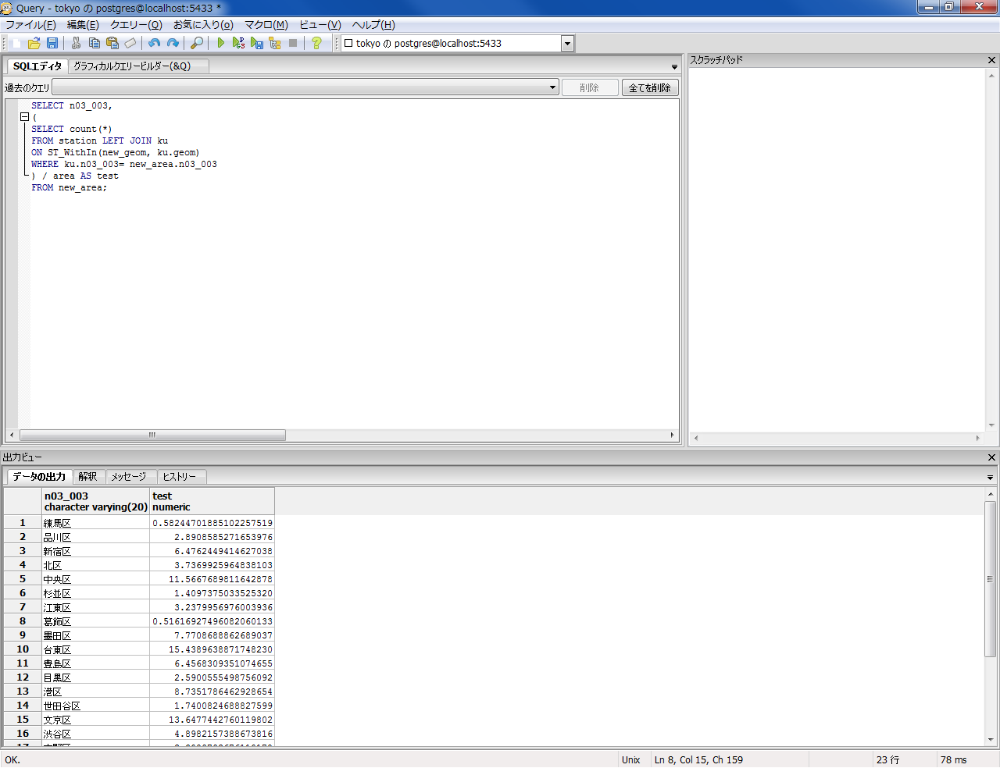 Query - tokyo の postgres@localhost:5433 *
ファイル(F) 編集(E) クエリー(Q) お気に入り(o) マクロ(M) ビュー(V) ヘルプ(H)
tokyo の postgres@localhost:5433
SQLエディタ グラフィカルクエリービルダー(&Q)
スクラッチパッド
過去のクエリ 削除 全てを削除
SELECT n03_003,
(
SELECT count(*)
FROM station LEFT JOIN ku
ON ST_WithIn(new_geom, ku.geom)
WHERE ku.n03_003= new_area.n03_003
) / area AS test
FROM new_area;
出力ビュー
データの出力 解釈 メッセージ ヒストリー
n03_003 test
character varying(20) numeric
1 練馬区 0.58244701885102257519
2 品川区 2.8908585271653976
3 新宿区 6.4762449414627038
4 北区 3.7369925964838103
5 中央区 11.5667689811642878
6 杉並区 1.4097375033525320
7 江東区 3.2379956976003936
8 葛飾区 0.51616927496082060133
9 墨田区 7.7708688862689037
10 台東区 15.4389638871748230
11 豊島区 6.4568309351074655
12 目黒区 2.5900555498756092
13 港区 8.7351786462928654
14 世田谷区 1.7400824688827599
15 文京区 13.6477442760119802
16 渋谷区 4.8982157388673816
OK. Unix Ln 8, Col 15, Ch 159 23 行 78 ms